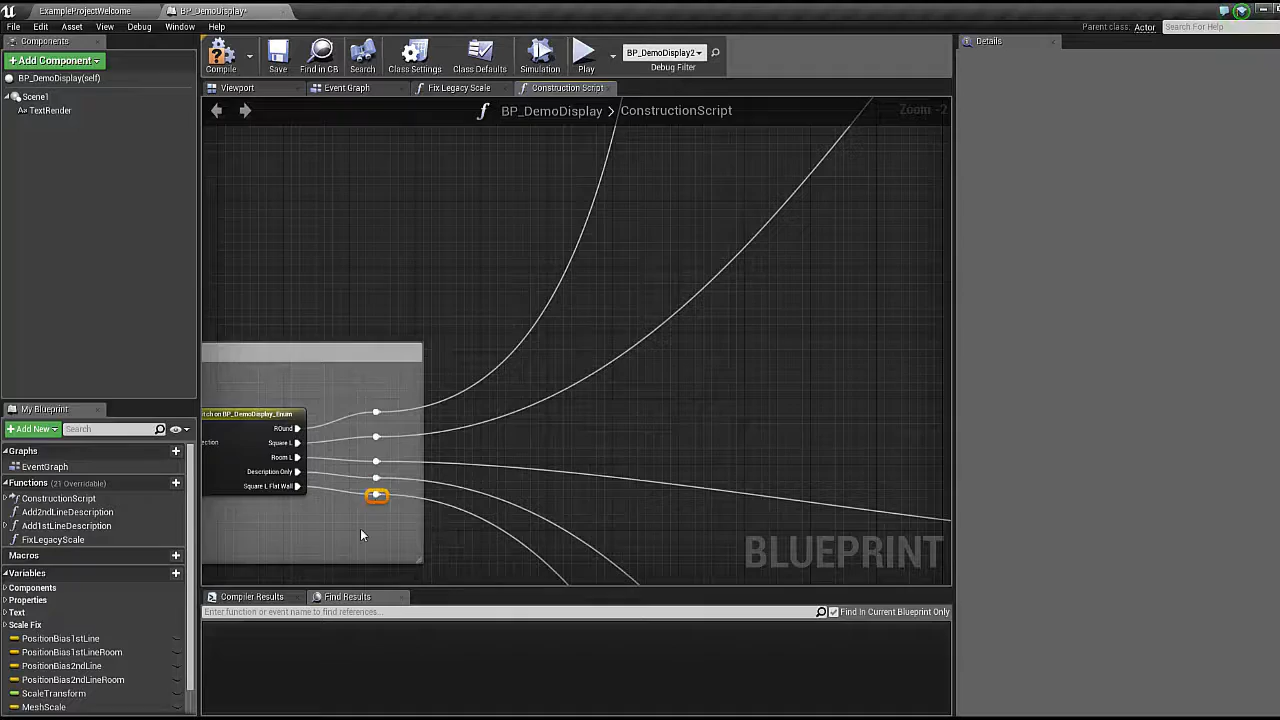 ExampleProjectWelcome
BP_DemoDisplay*
File Edit Asset View Debug Window Help
Parent class: Actor
Search For Help
Components
+Add Component
BP_DemoDisplay(self)
Scene1
TextRender
Compile
Save
Find in CB
Search
Class Settings
Class Defaults
Simulation
Play
BP_DemoDisplay2
Debug Filter
Details
Viewport
Event Graph
Fix Legacy Scale
Construction Script
BP_DemoDisplay > ConstructionScript
Zoom -2
tch on BP_DemoDisplay_Enum
ROund
ection
Square L
Room L
Description Only
Square L Flat Wall
BLUEPRINT
My Blueprint
+Add New
Search
Graphs
EventGraph
Functions (21 Overridable)
ConstructionScript
Add2ndLineDescription
Add1stLineDescription
FixLegacyScale
Macros
Variables
Components
Properties
Text
Scale Fix
PositionBias1stLine
PositionBias1stLineRoom
PositionBias2ndLine
PositionBias2ndLineRoom
ScaleTransform
MeshScale
Compiler Results
Find Results
Enter function or event name to find references...
Find In Current Blueprint Only